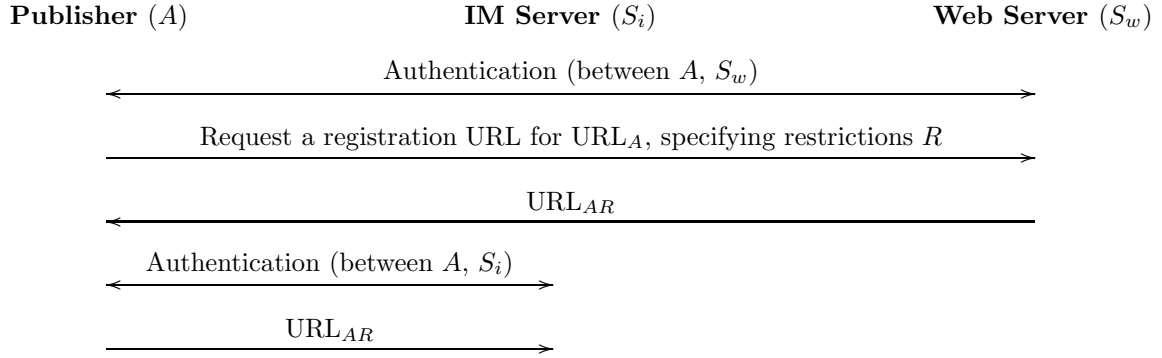 Publisher (A) IM Server (S_i) Web Server (S_w)
Authentication (between A, S_w)
Request a registration URL for URL_A, specifying restrictions R
URL_AR
Authentication (between A, S_i)
URL_AR